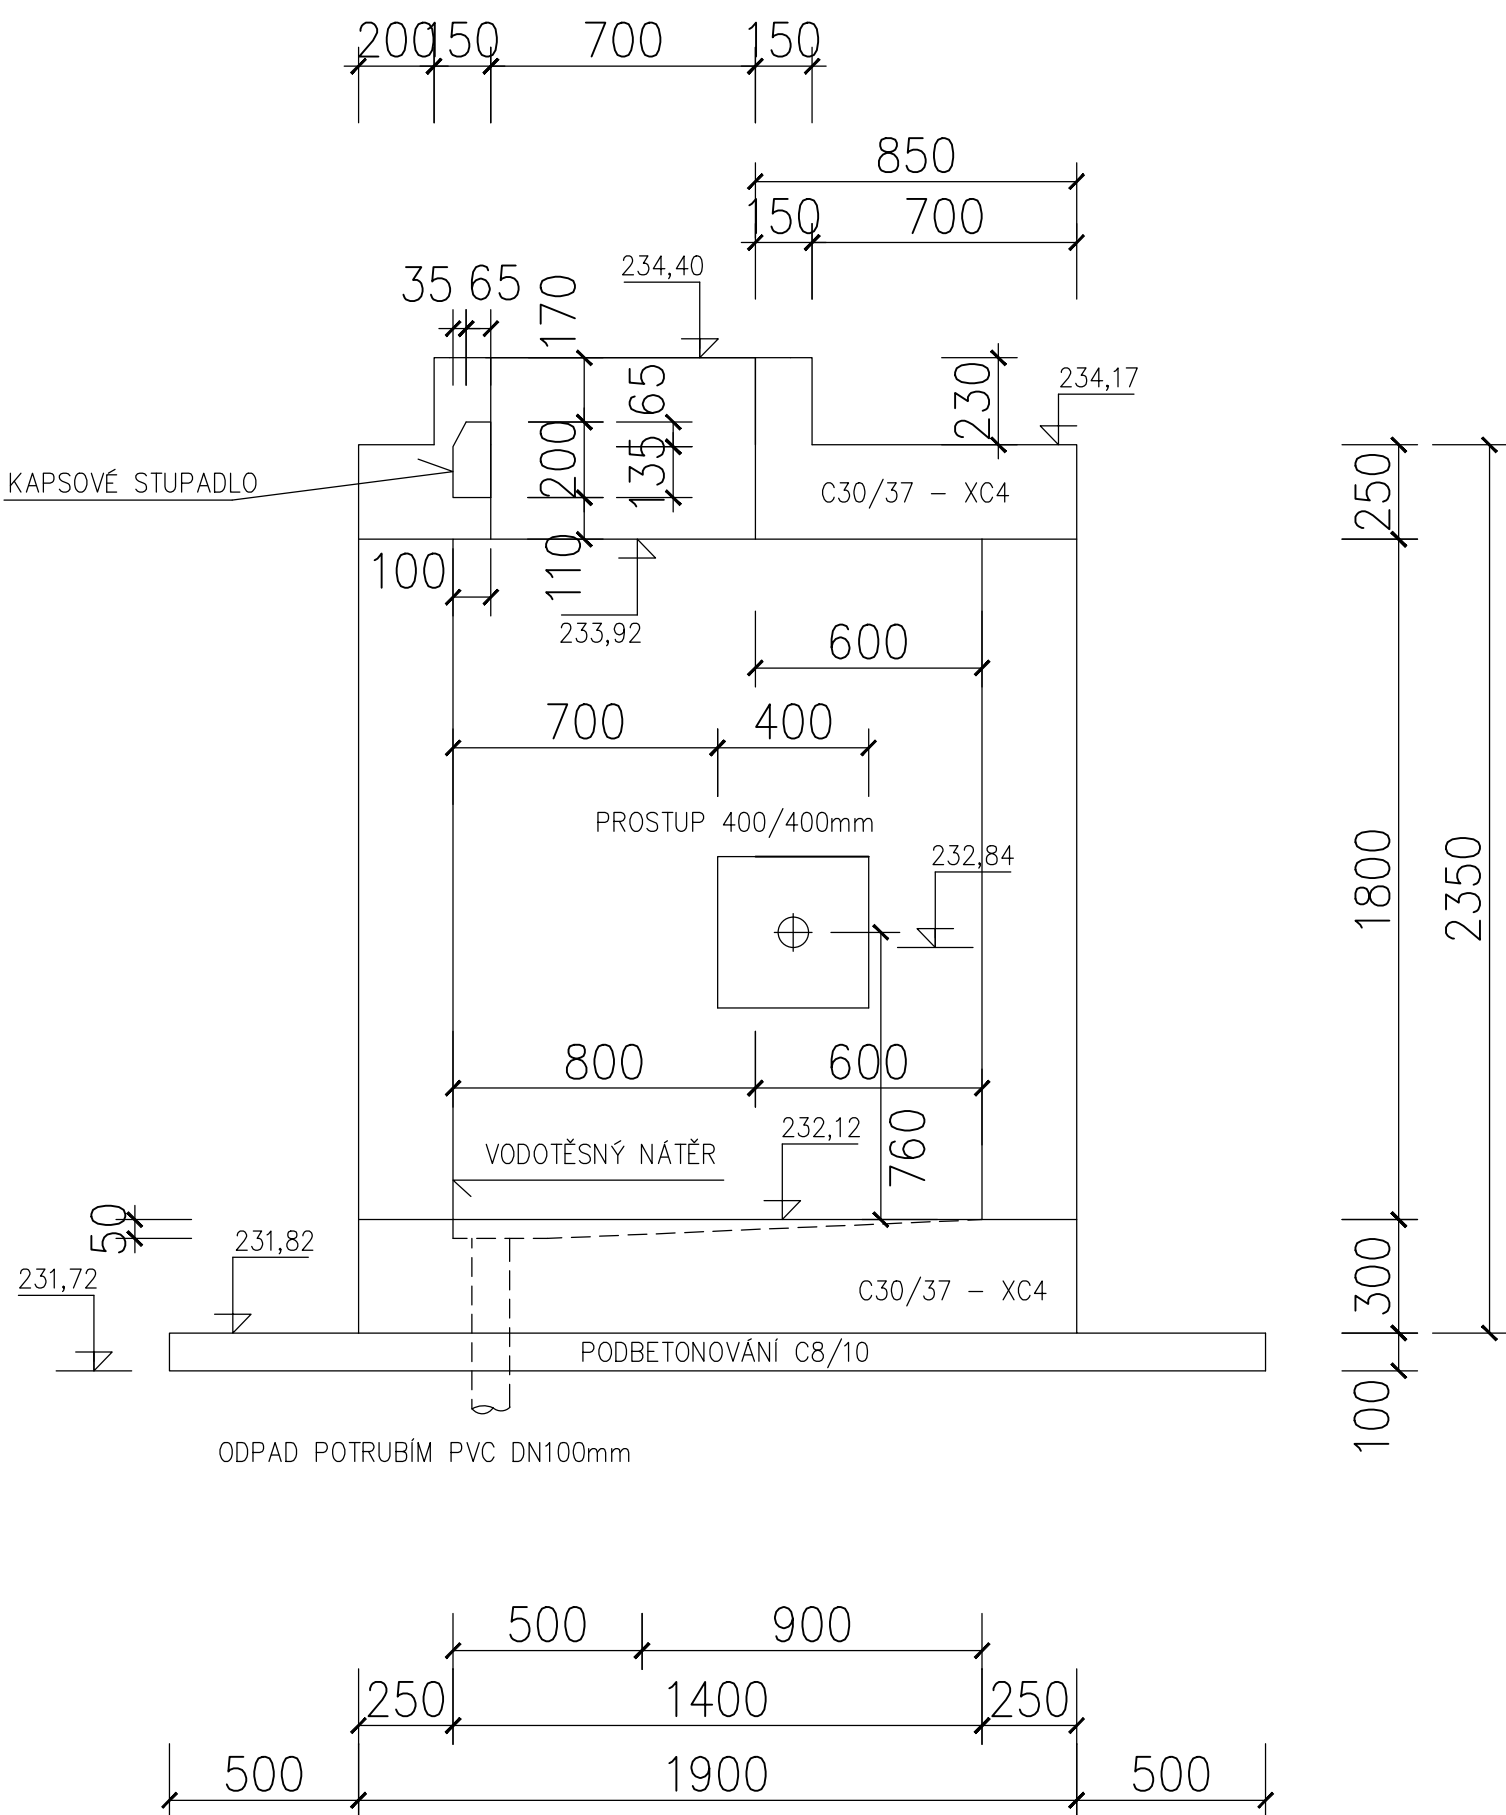 200 150 700 150
850
150 700
234,40
35 65 170
234,17
65 230
KAPSOVÉ STUPADLO
200 135
C30/37 - XC4
250
100 110
233,92
600
700 400
PROSTUP 400/400mm
232,84
1800 2350
800 600
232,12
760
VODOTĚSNÝ NÁTĚR
50
231,82
231,72
C30/37 - XC4
300
PODBETONOVÁNÍ C8/10
100
ODPAD POTRUBÍM PVC DN100mm
500 900
250 1400 250
500 1900 500